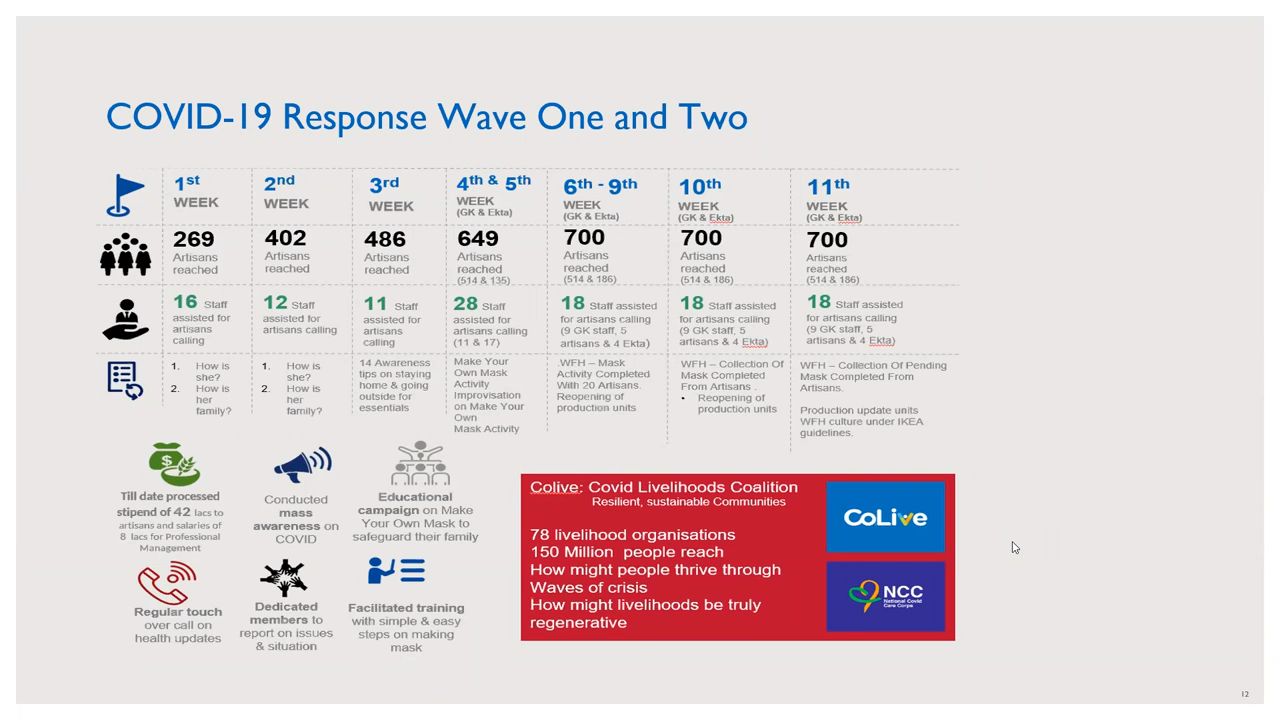 COVID-19 Response Wave One and Two
1st
WEEK
2nd
WEEK
3rd
WEEK
4th & 5th
WEEK
(GK & Ekta)
6th - 9th
WEEK
(GK & Ekta)
10th
WEEK
(GK & Ekta)
11th
WEEK
(GK & Ekta)
269
Artisans
reached
402
Artisans
reached
486
Artisans
reached
649
Artisans
reached
(514 & 135)
700
Artisans
reached
(514 & 186)
700
Artisans
reached
(514 & 186)
700
Artisans
reached
(514 & 186)
16 Staff
assisted for
artisans
calling
12 Staff
assisted for
artisans calling
11 Staff
assisted for
artisans
calling
28 Staff
assisted for
artisans calling
(11 & 17)
18 Staff assisted
for artisans calling
(9 GK staff, 5
artisans & 4 Ekta)
18 Staff assisted
for artisans calling
(9 GK staff, 5
artisans & 4 Ekta)
18 Staff assisted
for artisans calling
(9 GK staff, 5
artisans & 4 Ekta)
1. How is
she?
2. How is
her
family?
1. How is
she?
2. How is
her
family?
14 Awareness
tips on staying
home & going
outside for
essentials
Make Your
Own Mask
Activity
Improvisation
on Make Your
Own
Mask Activity
.WFH – Mask
Activity Completed
With 20 Artisans.
Reopening of
production units
WFH – Collection Of
Mask Completed
From Artisans .
• Reopening of
production units
WFH – Collection Of Pending
Mask Completed From
Artisans.
Production update units
WFH culture under IKEA
guidelines.
Till date processed
stipend of 42 lacs to
artisans and salaries of
8 lacs for Professional
Management
Conducted
mass
awareness on
COVID
Educational
campaign on Make
Your Own Mask to
safeguard their family
Regular touch
over call on
health updates
Dedicated
members to
report on issues
& situation
Facilitated training
with simple & easy
steps on making
mask
Colive: Covid Livelihoods Coalition
Resilient, sustainable Communities
78 livelihood organisations
150 Million people reach
How might people thrive through
Waves of crisis
How might livelihoods be truly
regenerative
CoLive
NCC
National Covid
Care Corps
12